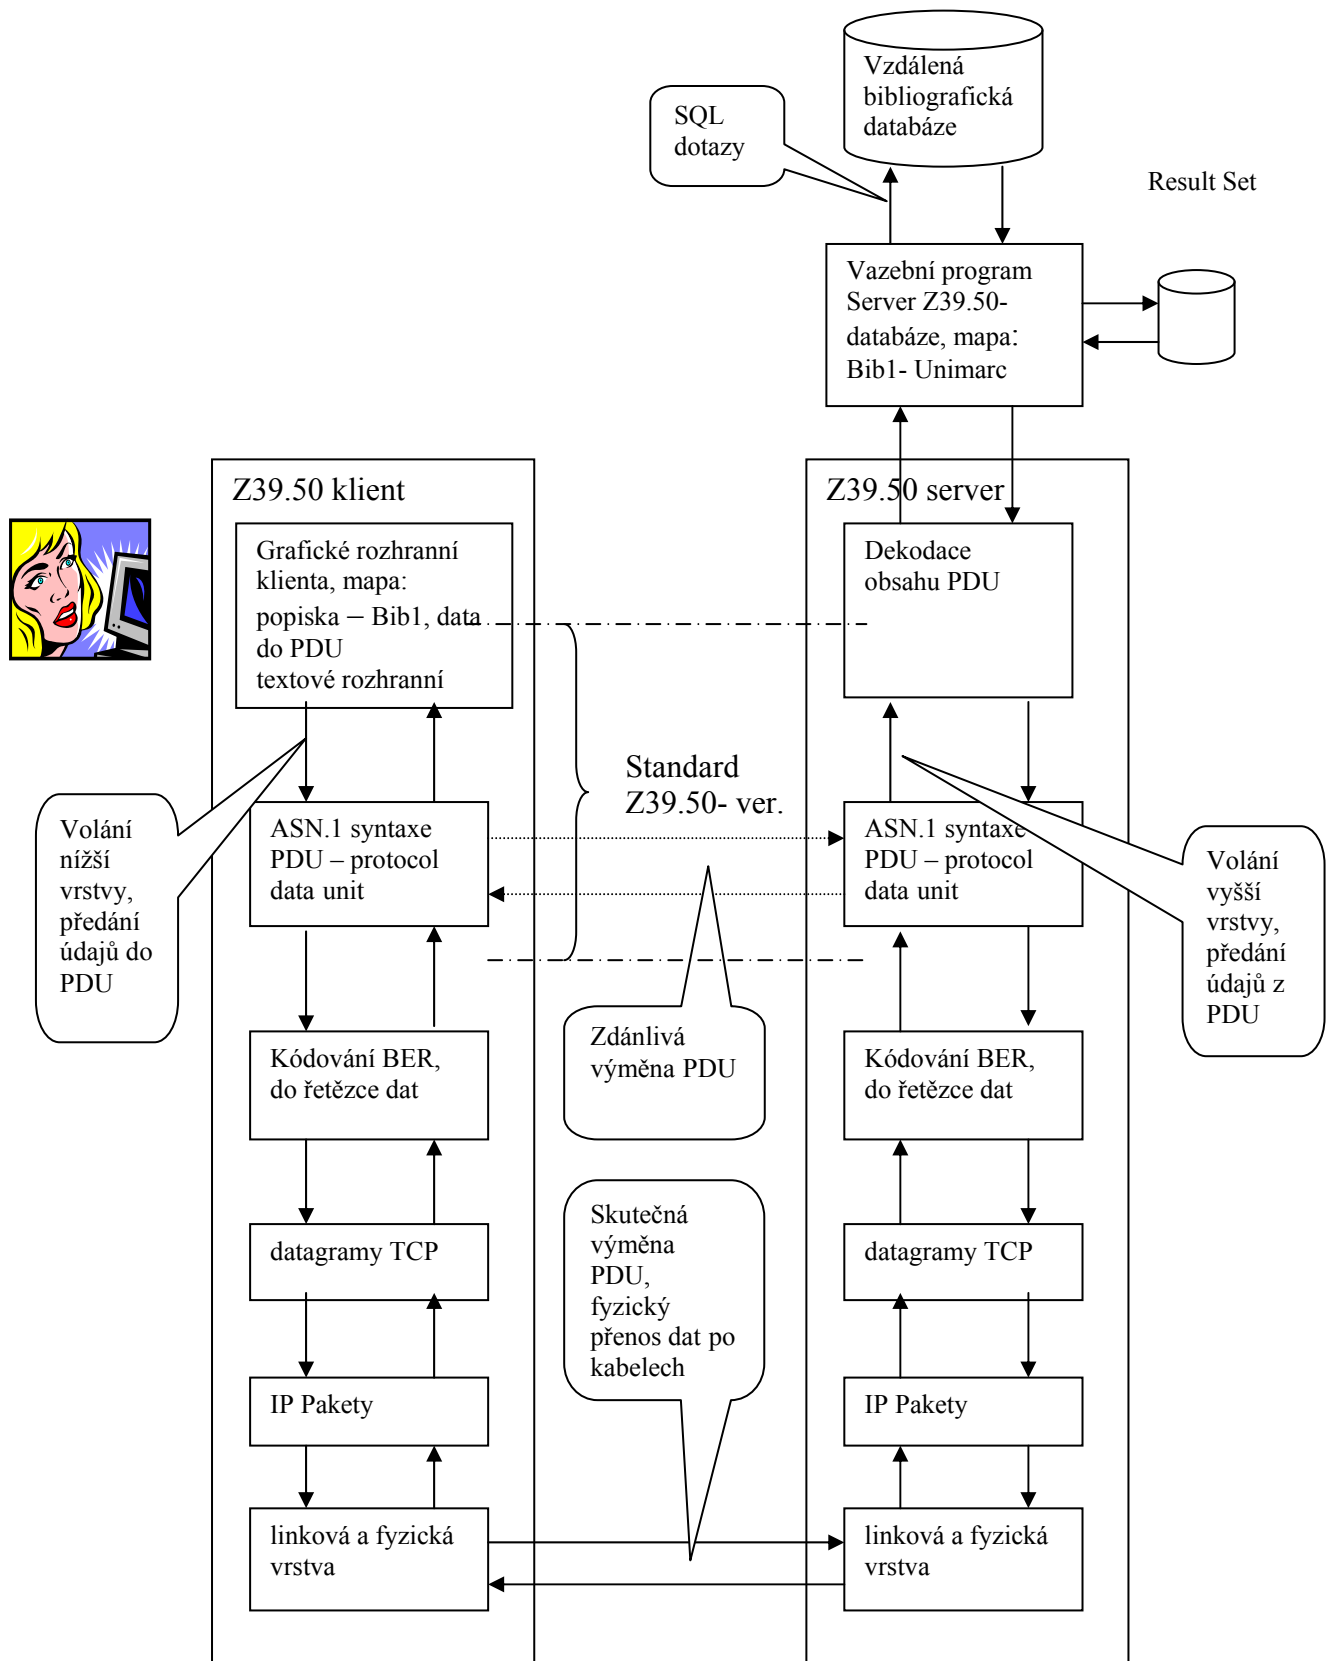 Vzdálená
bibliografická
databáze
SQL
dotazy
Result Set
Vazební program
Server Z39.50-
databáze, mapa:
Bib1- Unimarc
Z39.50 klient
Z39.50 server
Grafické rozhranní
klienta, mapa:
popiska – Bib1, data
do PDU
textové rozhranní
Dekodace
obsahu PDU
Standard
Z39.50- ver.
Volání
nížší
vrstvy,
předání
údajů do
PDU
ASN.1 syntaxe
PDU – protocol
data unit
ASN.1 syntaxe
PDU – protocol
data unit
Volání
vyšší
vrstvy,
předání
údajů z
PDU
Zdánlivá
výměna PDU
Kódování BER,
do řetězce dat
Kódování BER,
do řetězce dat
Skutečná
výměna
PDU,
fyzický
přenos dat po
kabelech
datagramy TCP
datagramy TCP
IP Pakety
IP Pakety
linková a fyzická
vrstva
linková a fyzická
vrstva